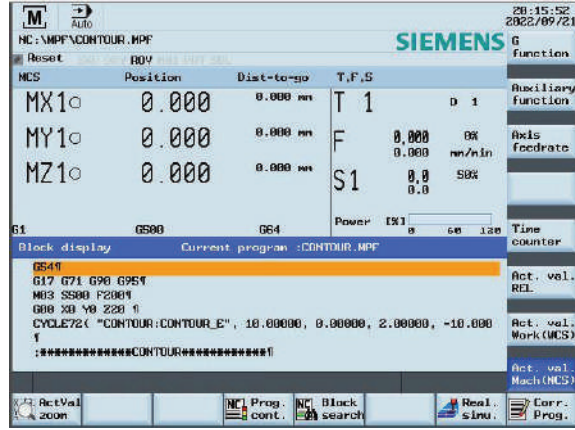 M
AUTO
20:15:52
2022/09/21
NC:\MPF\CONTOUR.MPF
SIEMENS
G
function
Reset
ROV
MCS Position Dist-to-go T,F,S
Auxiliary
function
MX1 0.000 0.000 mm T 1 D 1
MY1 0.000 0.000 mm F 0,000 0%
0.000 mm/min
Axis
feedrate
MZ1 0.000 0.000 mm S1 0,0 50%
0.0
Power [%] 0 60 120
G1 G500 G64
Time
counter
Block display Current program :CONTOUR.MPF
G54¶
G17 G71 G90 G95¶
M03 S500 F200¶
G00 X0 Y0 Z20 ¶
CYCLE72( "CONTOUR:CONTOUR_E", 10.00000, 0.00000, 2.00000, -10.000
¶
;************CONTOUR************¶
Act. val.
REL
Act. val.
Work(WCS)
Act. val.
Mach(MCS)
ActVal
zoom
NC Prog.
cont.
NC Block
search
Real.
simu.
Corr.
Prog.